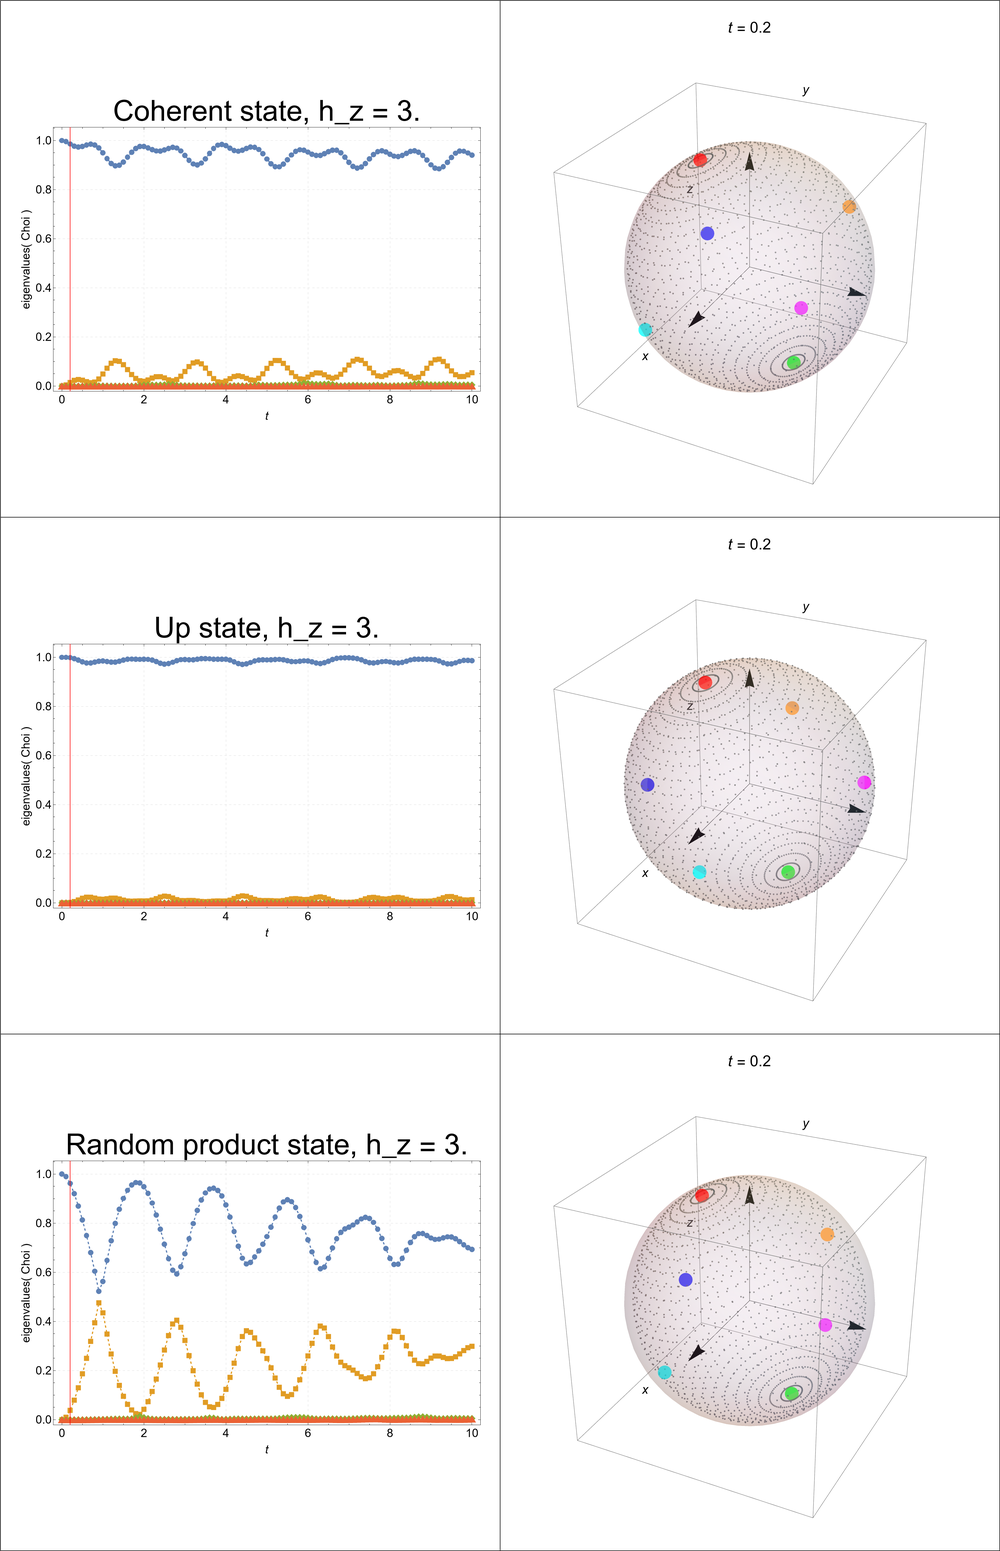 Coherent state, h_z = 3.
eigenvalues( Choi )
1.0
0.8
0.6
0.4
0.2
0.0
0 2 4 6 8 10
t
t = 0.2
y
z
x
Up state, h_z = 3.
eigenvalues( Choi )
1.0
0.8
0.6
0.4
0.2
0.0
0 2 4 6 8 10
t
t = 0.2
y
z
x
Random product state, h_z = 3.
eigenvalues( Choi )
1.0
0.8
0.6
0.4
0.2
0.0
0 2 4 6 8 10
t
t = 0.2
y
z
x